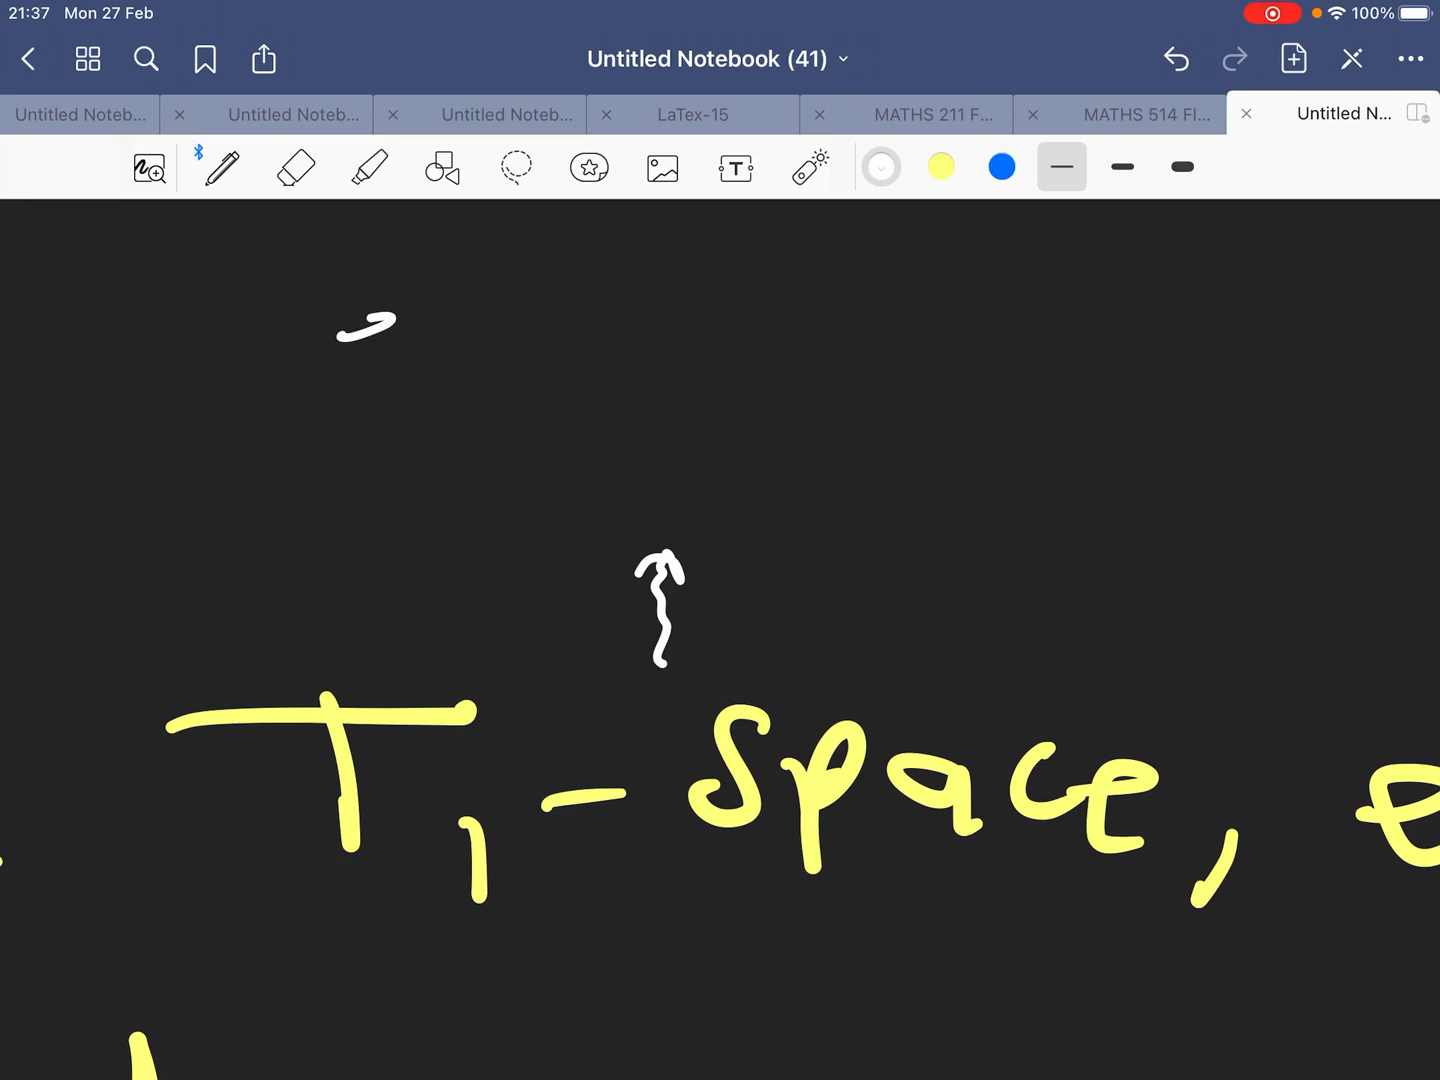 21:37 Mon 27 Feb 100%
Untitled Notebook (41)
Untitled Noteb... Untitled Noteb... Untitled Noteb... LaTex-15 MATHS 211 F... MATHS 514 FI... Untitled N...
T
T₁ - Space,